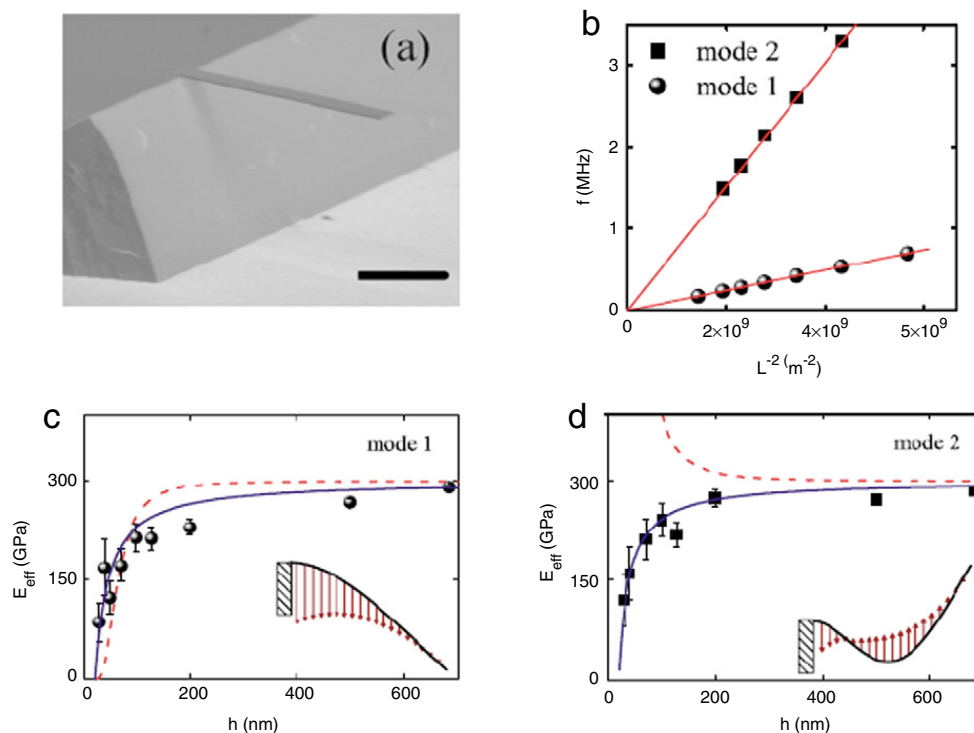 (a)
b
mode 2
mode 1
f (MHz)
3
2
1
0
0
2×10⁹
4×10⁹
5×10⁹
L⁻² (m⁻²)
c
mode 1
E_eff (GPa)
300
150
0
0
200
400
600
h (nm)
d
mode 2
E_eff (GPa)
300
150
0
0
200
400
600
h (nm)